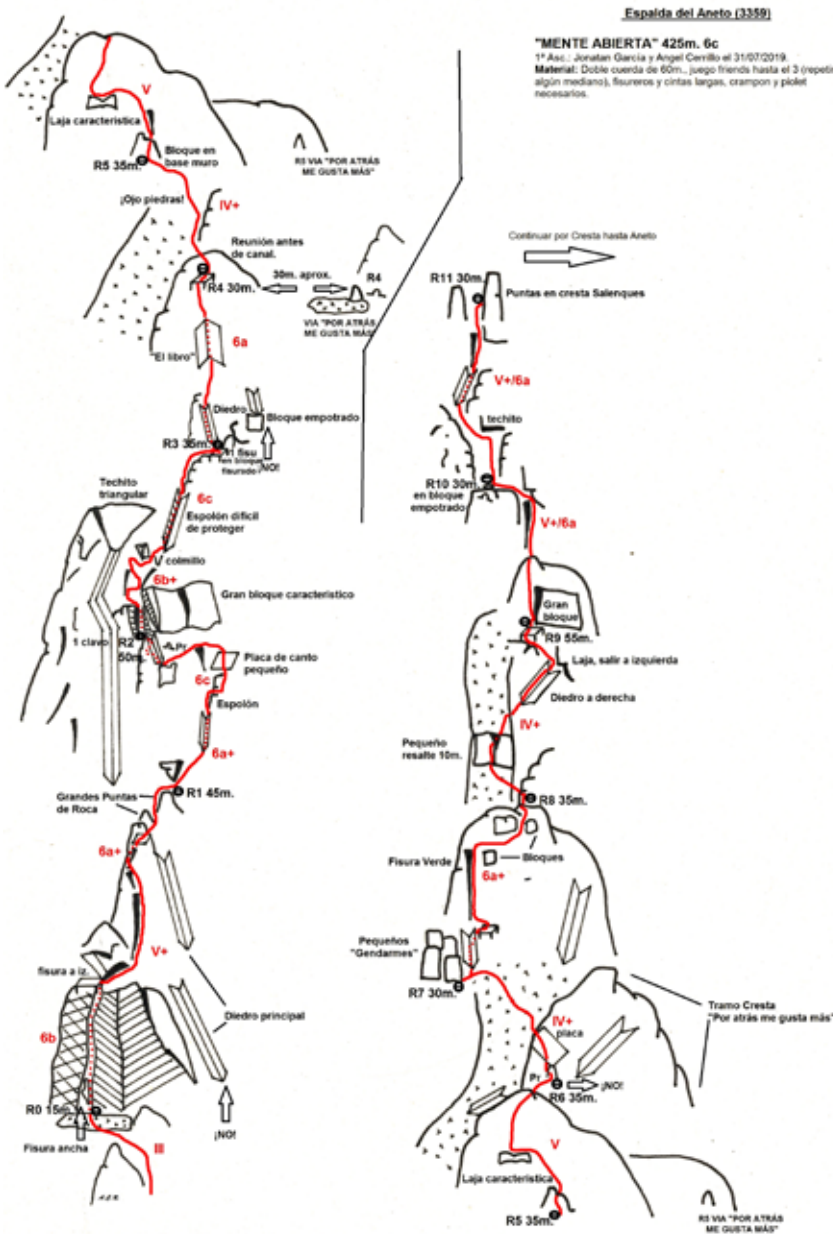 Espalda del Aneto (3359)
"MENTE ABIERTA" 425m. 6c
1ª Asc.: Jonatan García y Angel Cerrillo el 31/07/2019.
Material: Doble cuerda de 60m., juego friends hasta el 3 (repetir
algún mediano), fisureros y cintas largas, crampon y piolet
necesarios.
V
Laja característica
Bloque en
base muro
R5 35m.
R5 VIA "POR ATRÁS
ME GUSTA MÁS"
¡Ojo piedras!
IV+
Reunión antes
de canal.
R4 30m.
30m. aprox.
R4
VIA "POR ATRÁS
ME GUSTA MÁS"
6a
"El libro"
Diedro
Bloque empotrado
R3 35m.
1 fisu
en bloque
fisurado
¡NO!
Techito
triangular
6c
Espolón difícil
de proteger
V colmillo
6b+
Gran bloque característico
1 clavo
R2
50m.
Pr
Placa de canto
pequeño
6c
Espolón
6a+
R1 45m.
Grandes Puntas
de Roca
6a+
V+
fisura a iz.
Diedro principal
6b
R0 15m.
¡NO!
Fisura ancha
III
Continuar por Cresta hasta Aneto
R11 30m.
Puntas en cresta Salenques
V+/6a
techito
R10 30m.
en bloque
empotrado
V+/6a
Gran
bloque
R9 55m.
Laja, salir a izquierda
Diedro a derecha
IV+
Pequeño
resalte 10m.
R8 35m.
Fisura Verde
Bloques
6a+
Pequeños
"Gendarmes"
R7 30m.
Tramo Cresta
"Por atrás me gusta más"
IV+
placa
Pr
¡NO!
R6 35m.
V
Laja característica
R5 35m.
R5 VIA "POR ATRÁS
ME GUSTA MÁS"